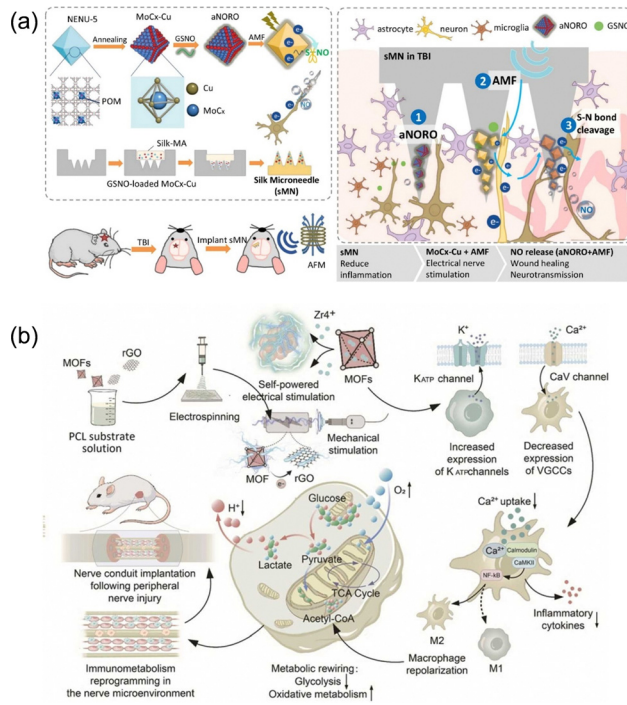 (a)
NENU-5
MoCx-Cu
aNORO
Annealing
GSNO
AMF
e-
S
NO
POM
Cu
MoCx
NO
Silk-MA
GSNO-loaded MoCx-Cu
Silk Microneedle
(sMN)
TBI
Implant sMN
AFM
astrocyte
neuron
microglia
aNORO
GSNO
sMN in TBI
2 AMF
1
aNORO
3
S-N bond
cleavage
e-
NO
sMN
Reduce
inflammation
MoCx-Cu + AMF
Electrical nerve
stimulation
NO release (aNORO+AMF)
Wound healing
Neurotransmission
(b)
MOFs
rGO
PCL substrate
solution
Electrospinning
Zr4+
MOFs
Self-powered
electrical stimulation
Mechanical
stimulation
MOF
rGO
K+
KATP channel
Increased
expression
of KATPchannels
Ca²⁺
CaV channel
Decreased
expression
of VGCCs
Ca²⁺ uptake
Ca²⁺
Calmodulin
CaMKII
NF-kB
Inflammatory
cytokines
M2
M1
Macrophage
repolarization
H⁺
O₂
Glucose
Lactate
Pyruvate
TCA Cycle
Acetyl-CoA
Metabolic rewiring:
Glycolysis
Oxidative metabolism
Nerve conduit implantation
following peripheral
nerve injury
Immunometabolism
reprogramming in
the nerve microenvironment